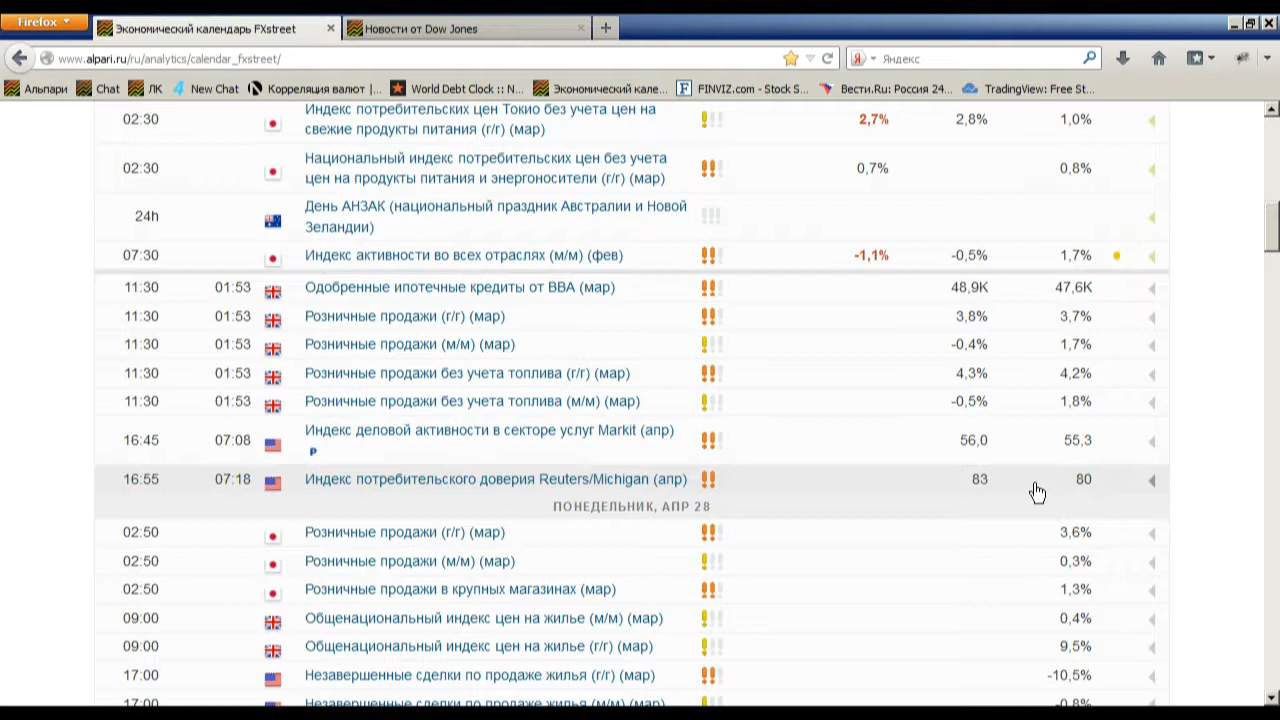 Firefox
Экономический календарь FXstreet
Новости от Dow Jones
www.alpari.ru/ru/analytics/calendar_fxstreet/
Яндекс
Альпари
Chat
ЛК
New Chat
Корреляция валют |...
World Debt Clock :: N...
Экономический кале...
FINVIZ.com - Stock S...
Вести.Ru: Россия 24...
TradingView: Free St...
02:30 Индекс потребительских цен Токио без учета цен на 2,7% 2,8% 1,0%
свежие продукты питания (г/г) (мар)
02:30 Национальный индекс потребительских цен без учета 0,7% 0,8%
цен на продукты питания и энергоносители (г/г) (мар)
24h День АНЗАК (национальный праздник Австралии и Новой
Зеландии)
07:30 Индекс активности во всех отраслях (м/м) (фев) -1,1% -0,5% 1,7%
11:30 01:53 Одобренные ипотечные кредиты от BBA (мар) 48,9K 47,6K
11:30 01:53 Розничные продажи (г/г) (мар) 3,8% 3,7%
11:30 01:53 Розничные продажи (м/м) (мар) -0,4% 1,7%
11:30 01:53 Розничные продажи без учета топлива (г/г) (мар) 4,3% 4,2%
11:30 01:53 Розничные продажи без учета топлива (м/м) (мар) -0,5% 1,8%
16:45 07:08 Индекс деловой активности в секторе услуг Markit (апр) 56,0 55,3
P
16:55 07:18 Индекс потребительского доверия Reuters/Michigan (апр) 83 80
ПОНЕДЕЛЬНИК, АПР 28
02:50 Розничные продажи (г/г) (мар) 3,6%
02:50 Розничные продажи (м/м) (мар) 0,3%
02:50 Розничные продажи в крупных магазинах (мар) 1,3%
09:00 Общенациональный индекс цен на жилье (м/м) (мар) 0,4%
09:00 Общенациональный индекс цен на жилье (г/г) (мар) 9,5%
17:00 Незавершенные сделки по продаже жилья (г/г) (мар) -10,5%
17:00 Незавершенные сделки по продаже жилья (м/м) (мар) -0,8%